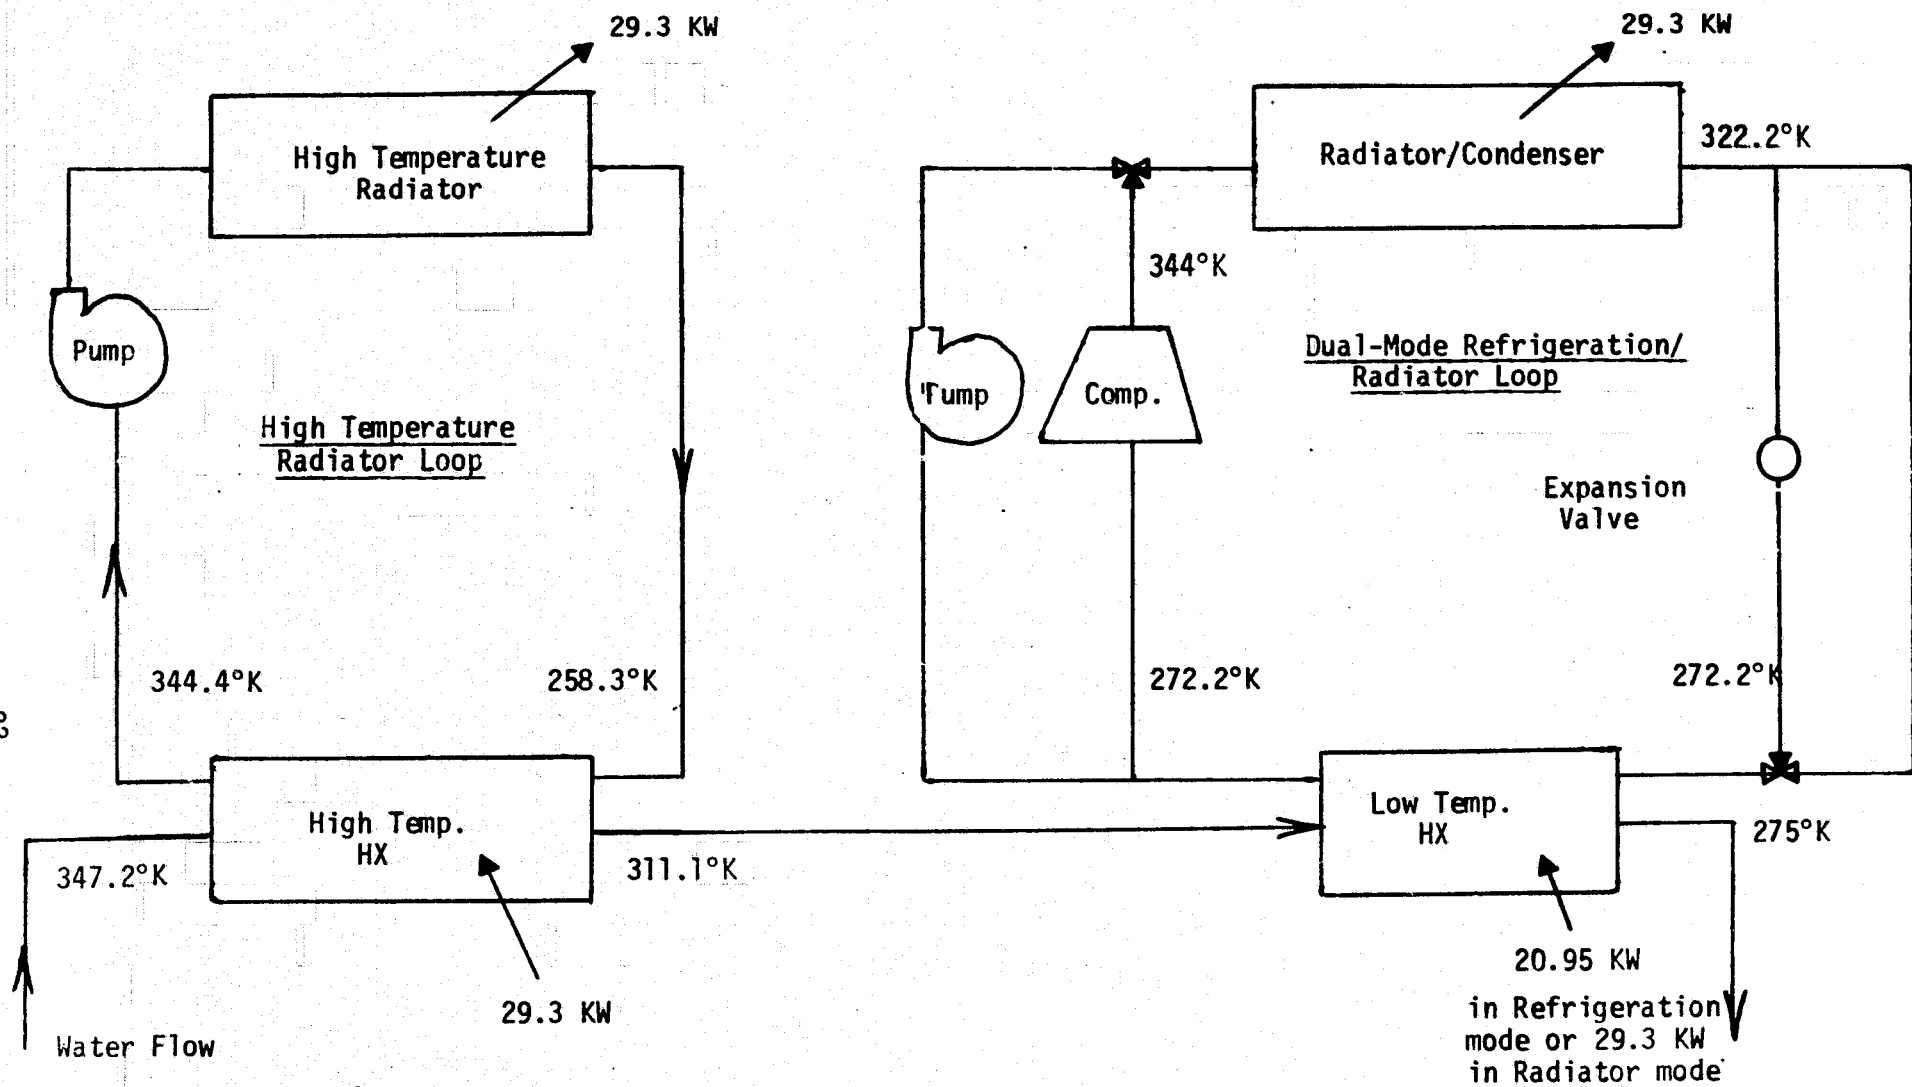 29.3 KW
High Temperature
Radiator
Pump
High Temperature
Radiator Loop
344.4°K
258.3°K
High Temp.
HX
347.2°K
311.1°K
29.3 KW
Water Flow
29.3 KW
Radiator/Condenser
322.2°K
344°K
Pump
Comp.
Dual-Mode Refrigeration/
Radiator Loop
Expansion
Valve
272.2°K
272.2°K
Low Temp.
HX
275°K
20.95 KW
in Refrigeration
mode or 29.3 KW
in Radiator mode